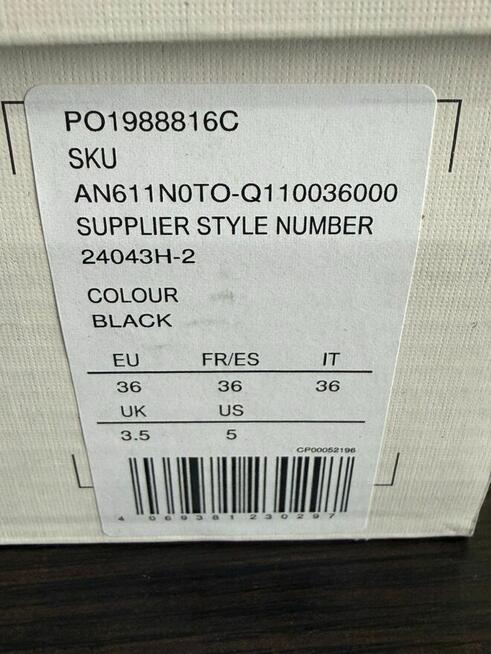 PO1988816C
SKU
AN611N0TO-Q110036000
SUPPLIER STYLE NUMBER
24043H-2
COLOUR
BLACK
EU FR/ES IT
36 36 36
UK US
3.5 5
CP00052196
4 069381 230297